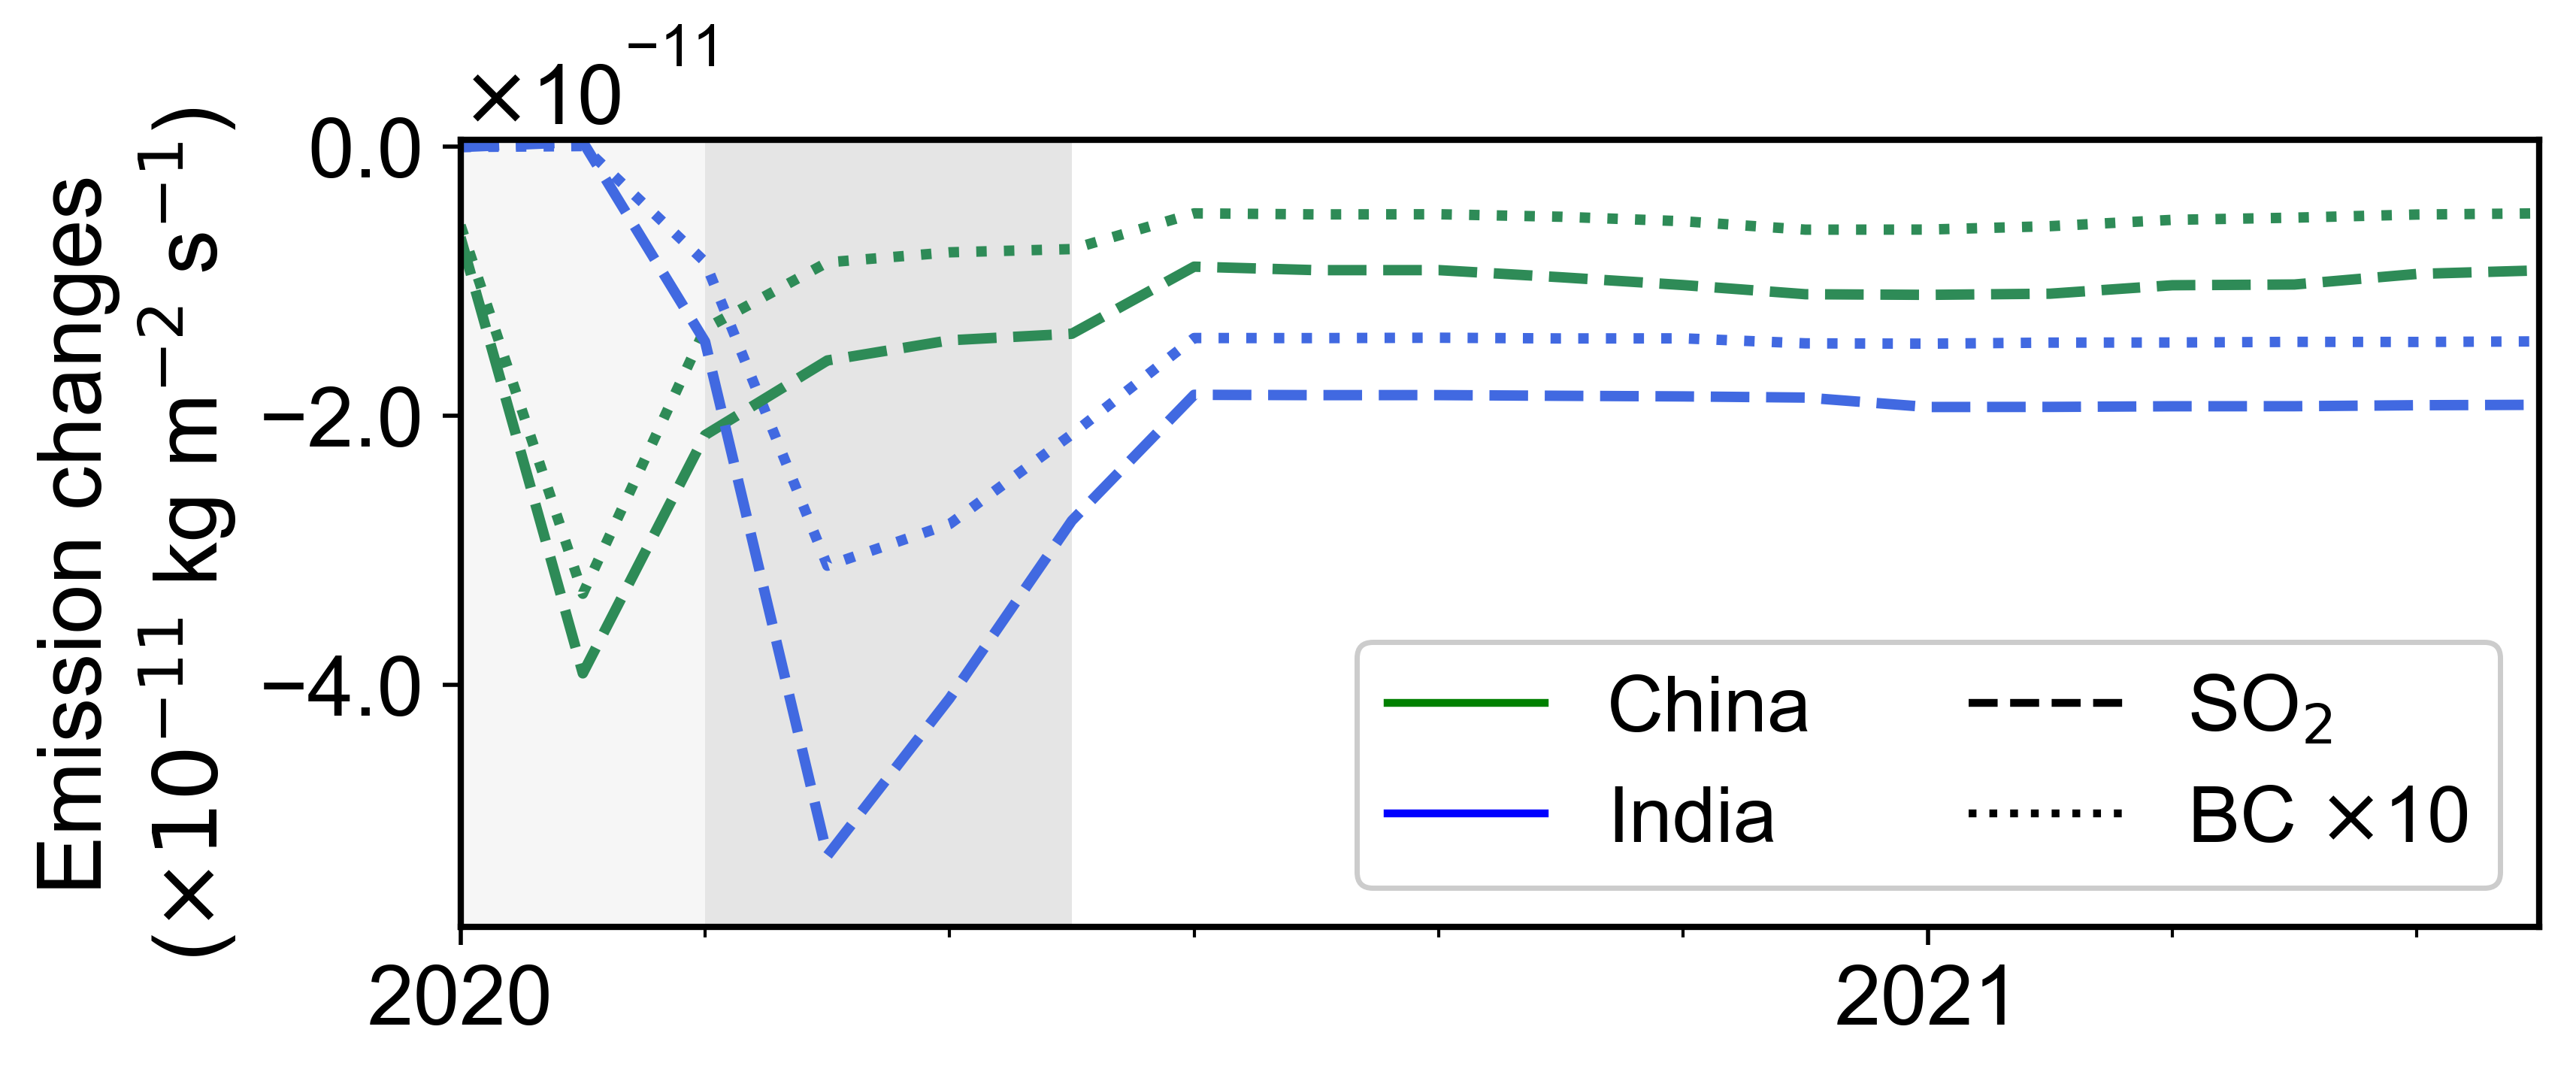 ×10⁻¹¹
Emission changes
(×10⁻¹¹ kg m⁻² s⁻¹)
0.0
−2.0
−4.0
China
SO₂
India
BC ×10
2020
2021